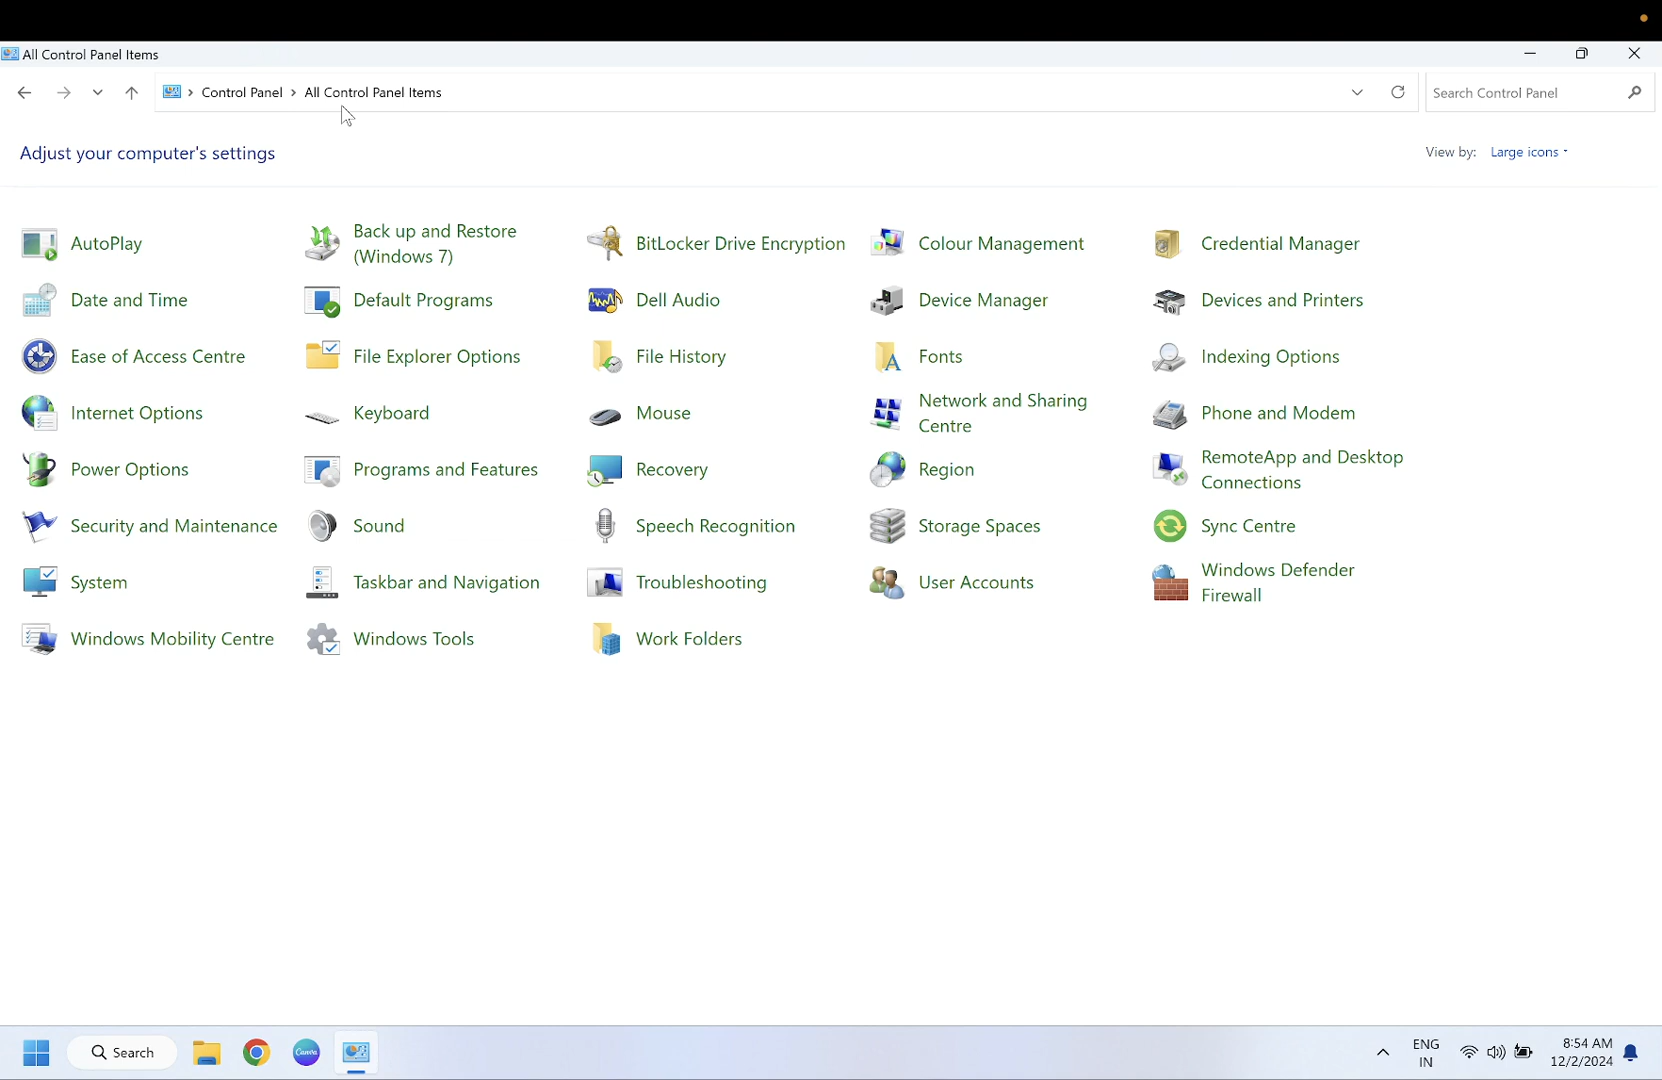 All Control Panel Items
Control Panel > All Control Panel Items
Search Control Panel
Adjust your computer's settings
View by: Large icons
AutoPlay
Back up and Restore
(Windows 7)
BitLocker Drive Encryption
Colour Management
Credential Manager
Date and Time
Default Programs
Dell Audio
Device Manager
Devices and Printers
Ease of Access Centre
File Explorer Options
File History
Fonts
Indexing Options
Internet Options
Keyboard
Mouse
Network and Sharing
Centre
Phone and Modem
Power Options
Programs and Features
Recovery
Region
RemoteApp and Desktop
Connections
Security and Maintenance
Sound
Speech Recognition
Storage Spaces
Sync Centre
System
Taskbar and Navigation
Troubleshooting
User Accounts
Windows Defender
Firewall
Windows Mobility Centre
Windows Tools
Work Folders
Search
Canva
ENG
IN
8:54 AM
12/2/2024